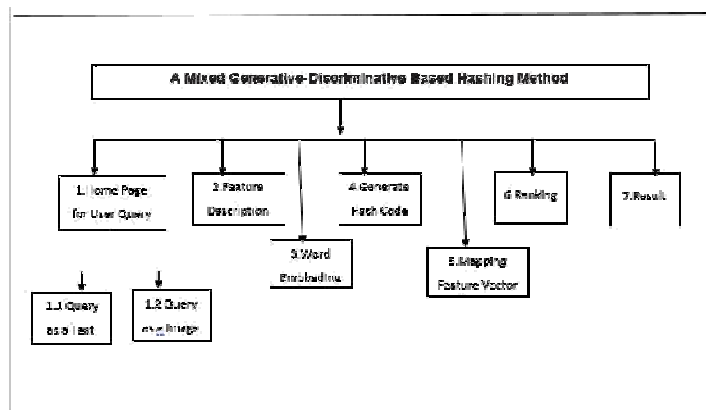 A Mixed Generative-Discriminative Based Hashing Method
1.Home Page
for User Query
2.Feature
Description
4.Generate
Hash Code
6.Ranking
7.Result
3.Word
Embedding
5.Mapping
Feature Vector
1.1 Query
as a Text
1.2 Query
as a Image